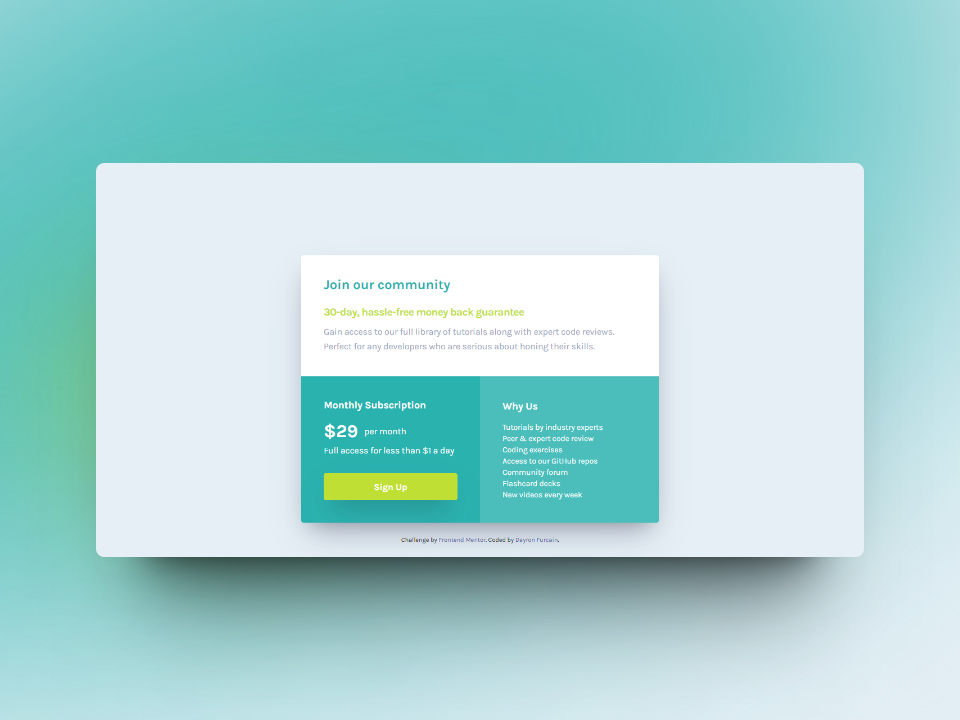 Join our community
30-day, hassle-free money back guarantee
Gain access to our full library of tutorials along with expert code reviews.
Perfect for any developers who are serious about honing their skills.
Monthly Subscription
$29 per month
Full access for less than $1 a day
Sign Up
Why Us
Tutorials by industry experts
Peer & expert code review
Coding exercises
Access to our GitHub repos
Community forum
Flashcard decks
New videos every week
Challenge by Frontend Mentor. Coded by Dayron